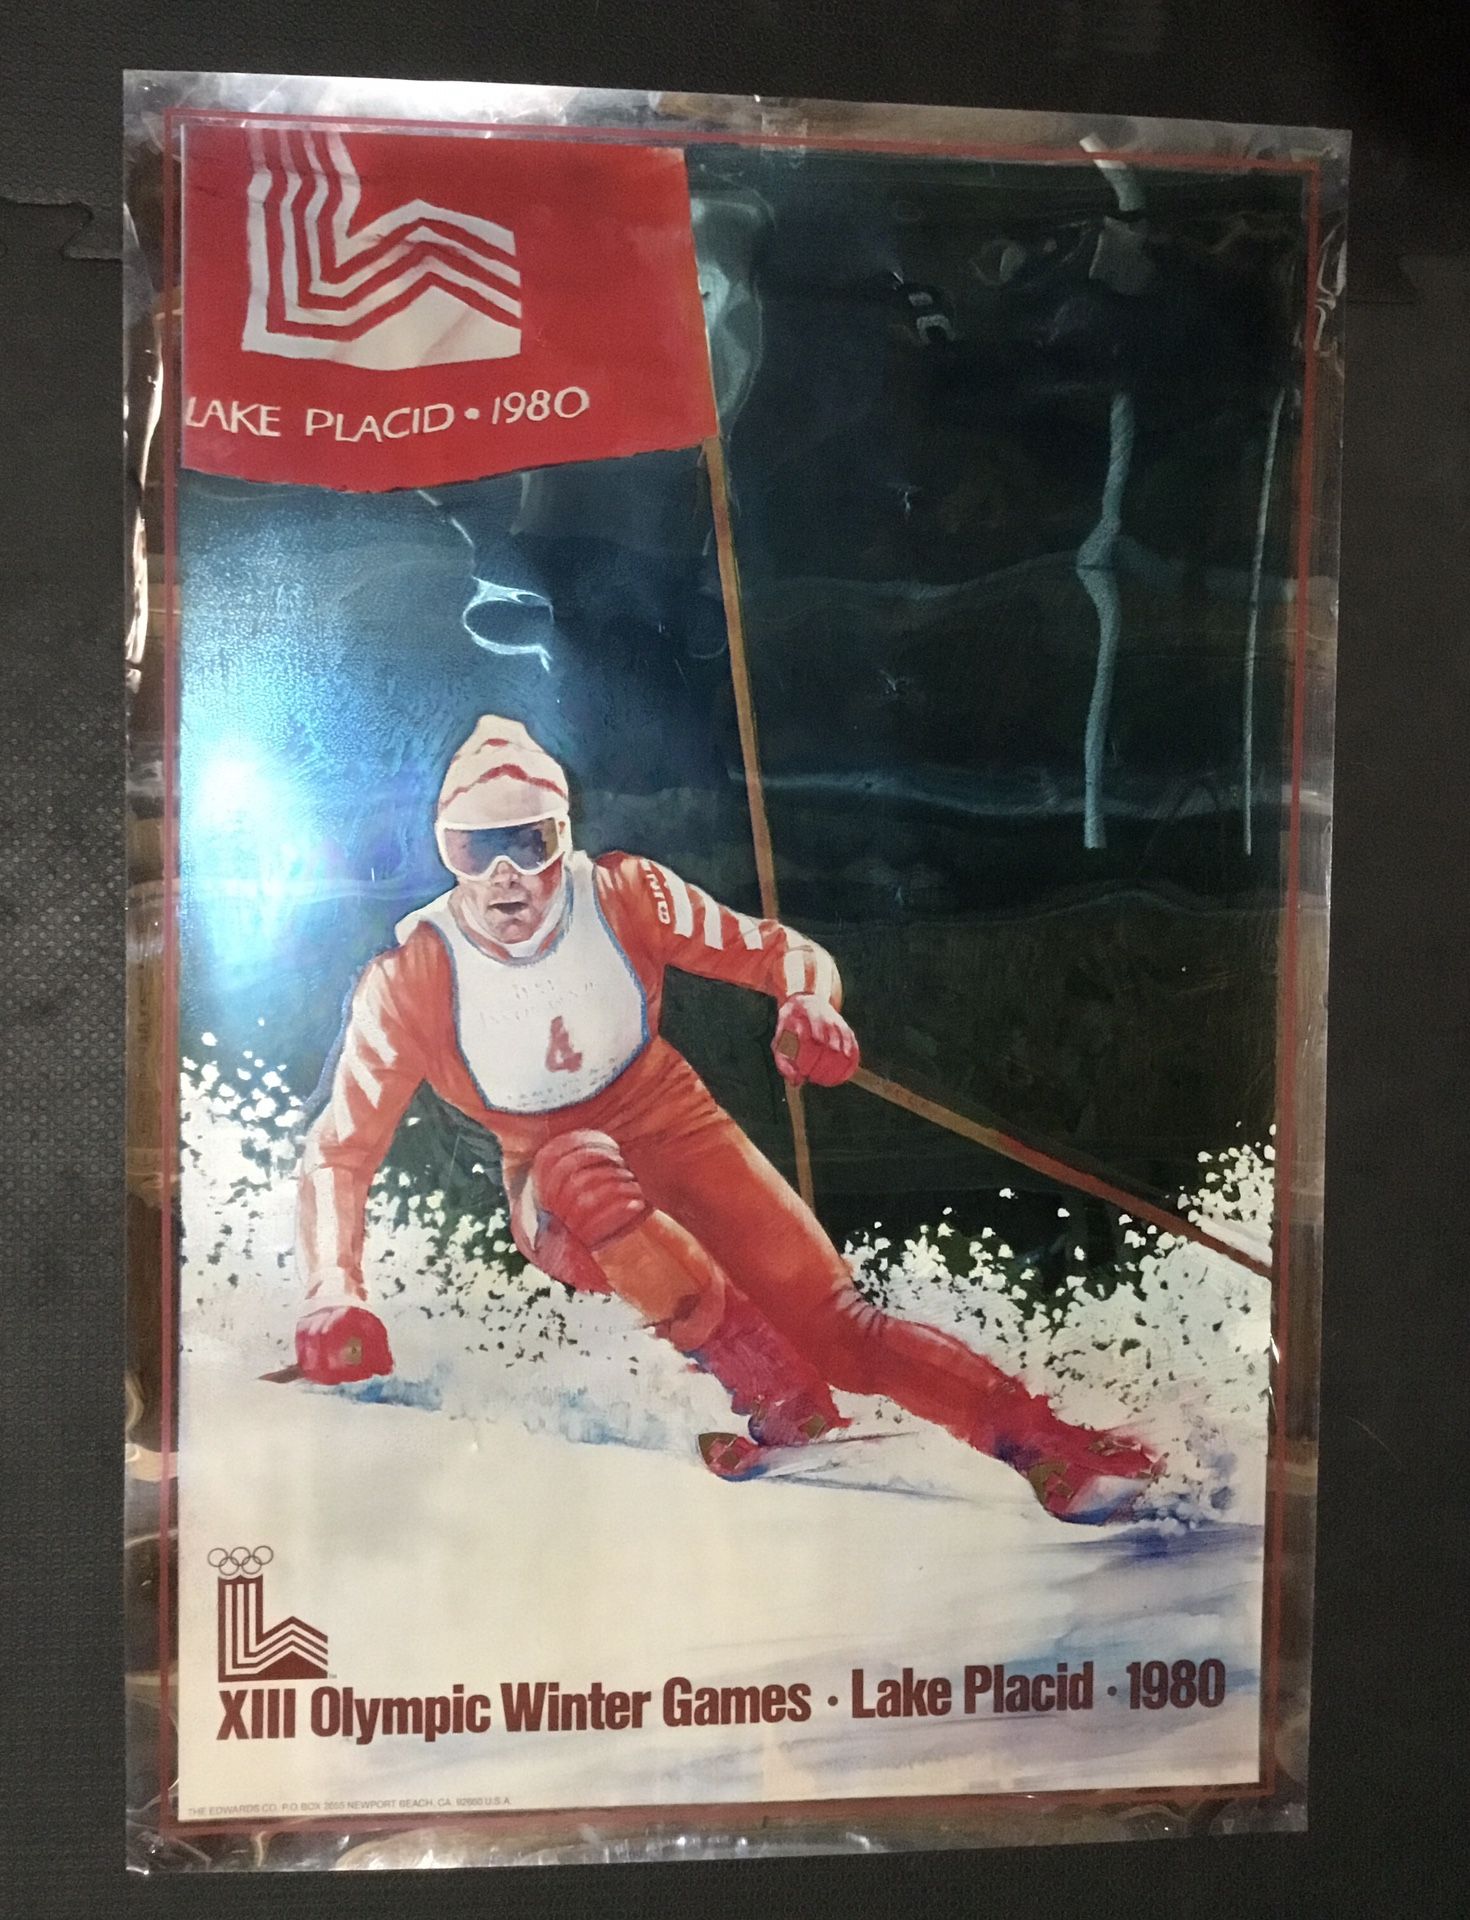 LAKE PLACID • 1980
4
XIII Olympic Winter Games · Lake Placid · 1980
THE EDWARDS CO. P.O. BOX 2655 NEWPORT BEACH, CA. 92660 U.S.A.